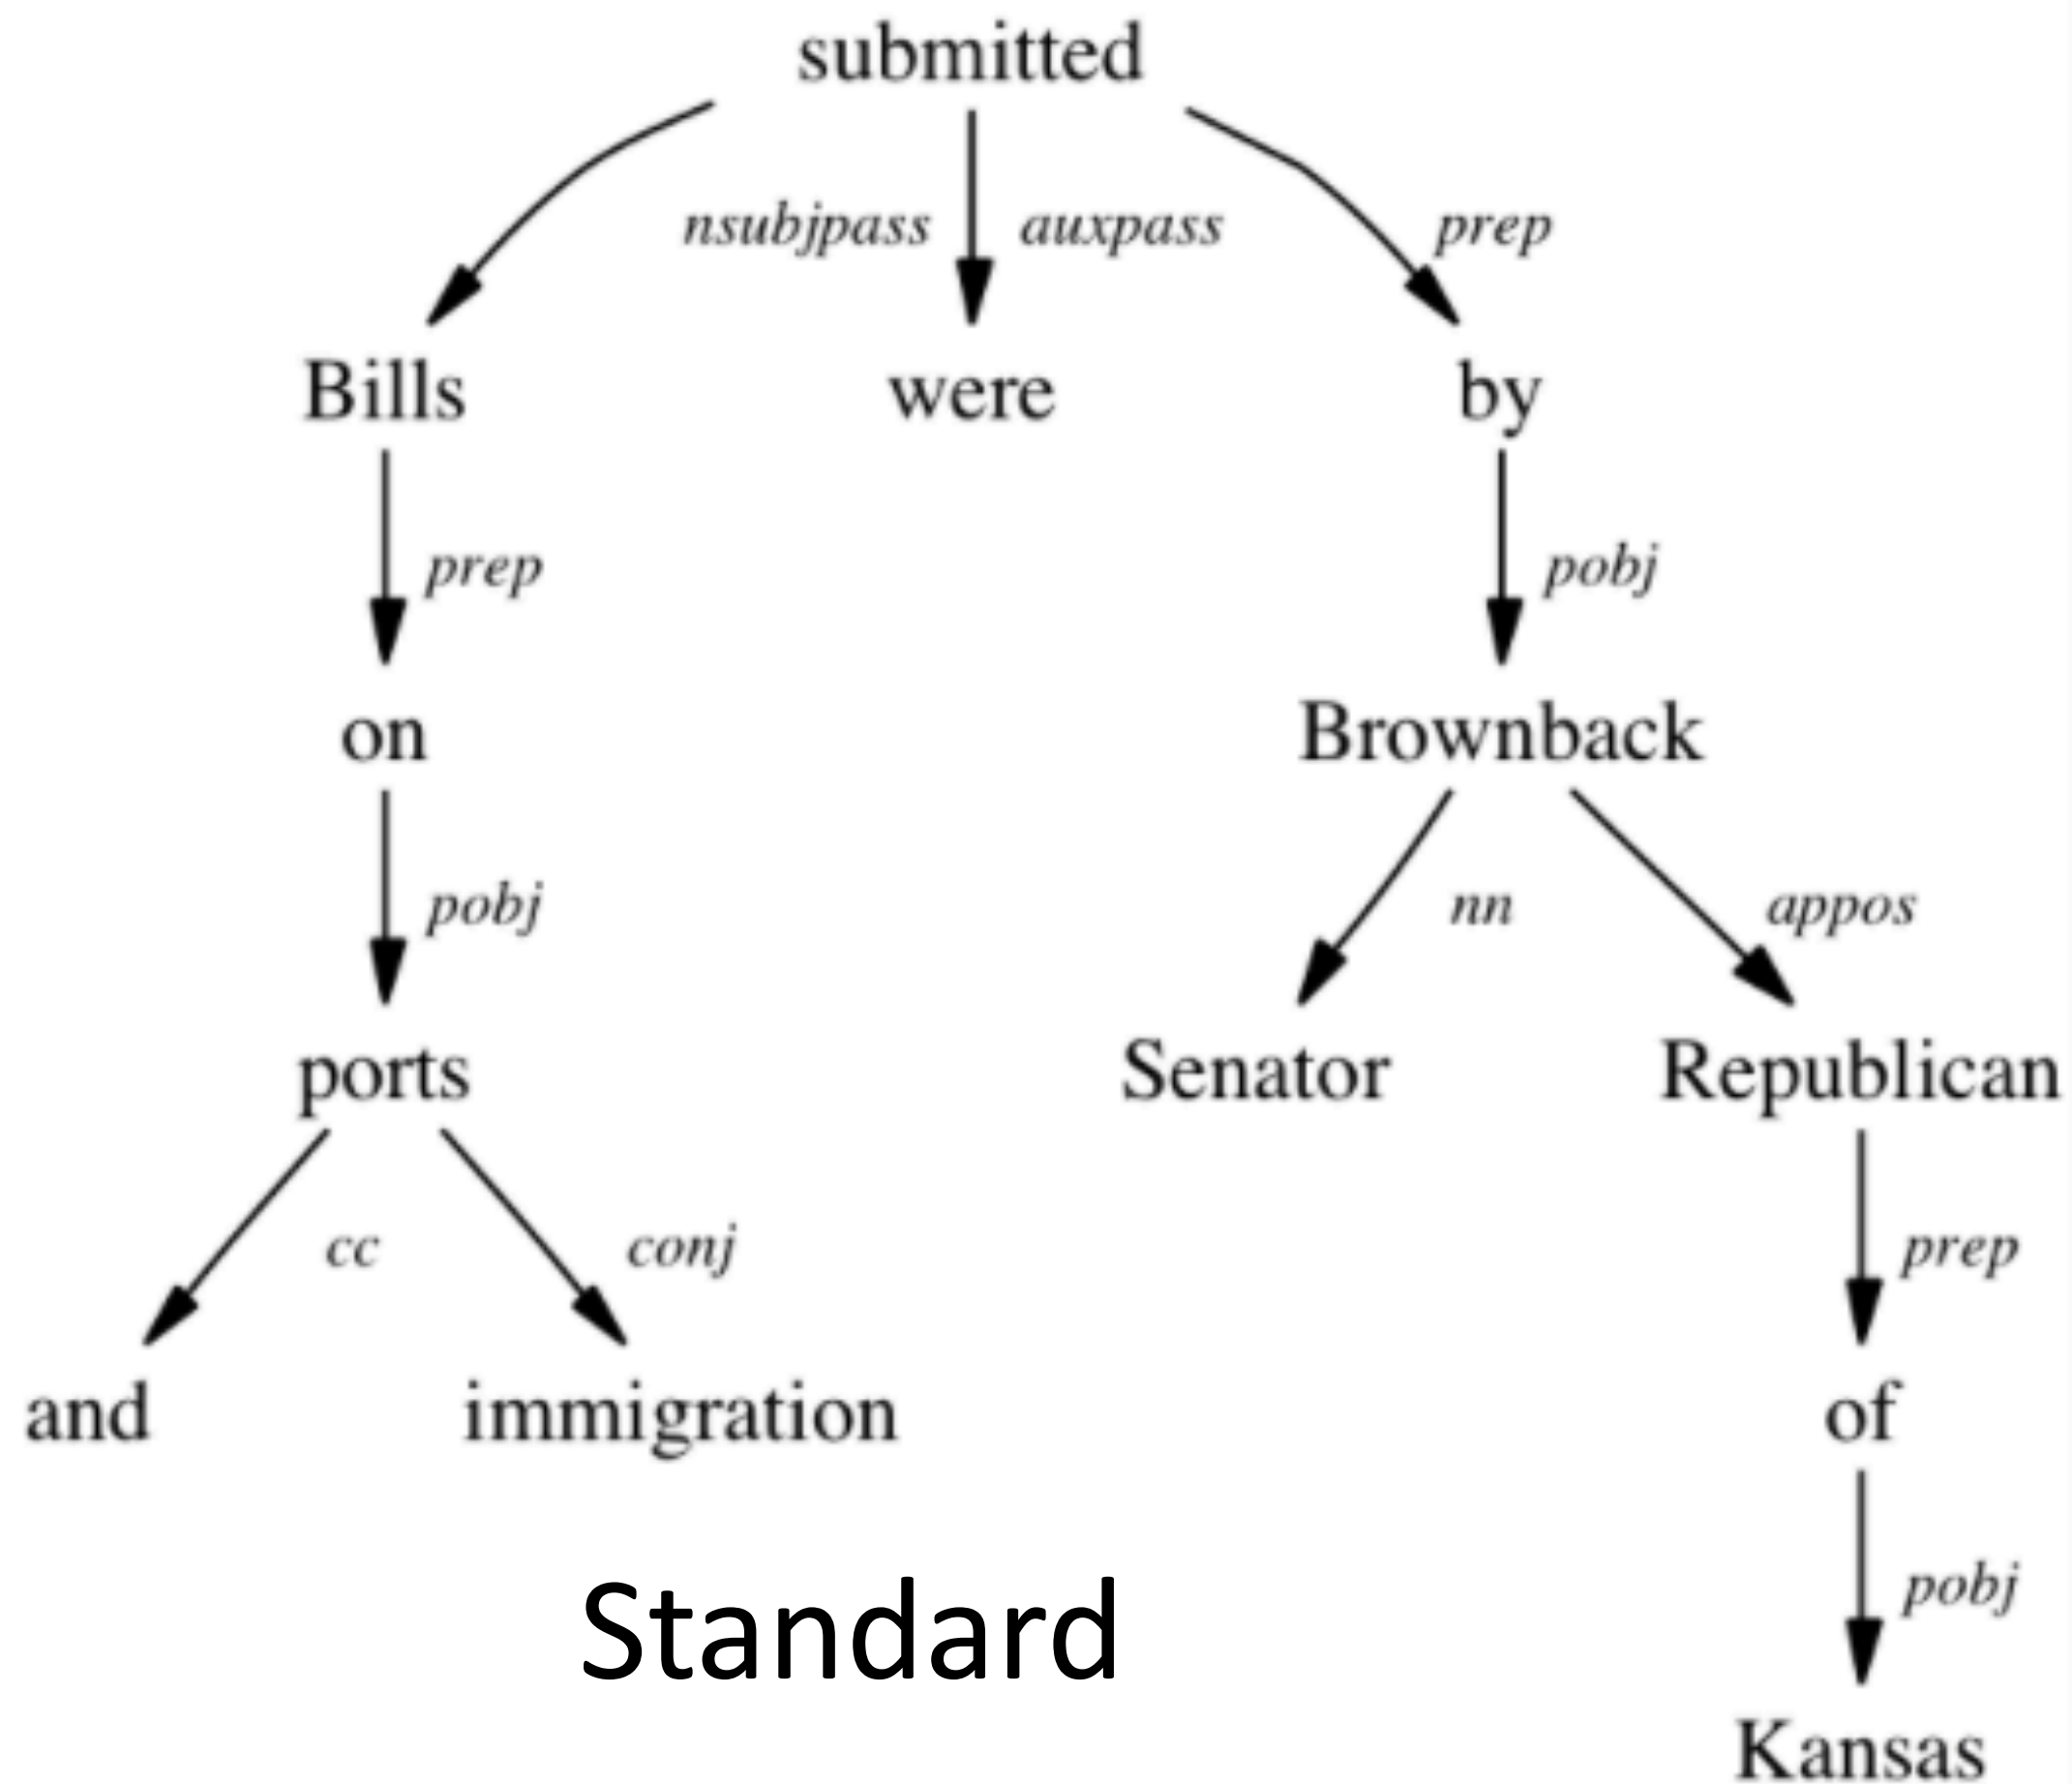 submitted
nsubjpass auxpass prep
Bills were by
prep pobj
on Brownback
pobj nn appos
ports Senator Republican
cc conj prep
and immigration of
Standard pobj
Kansas